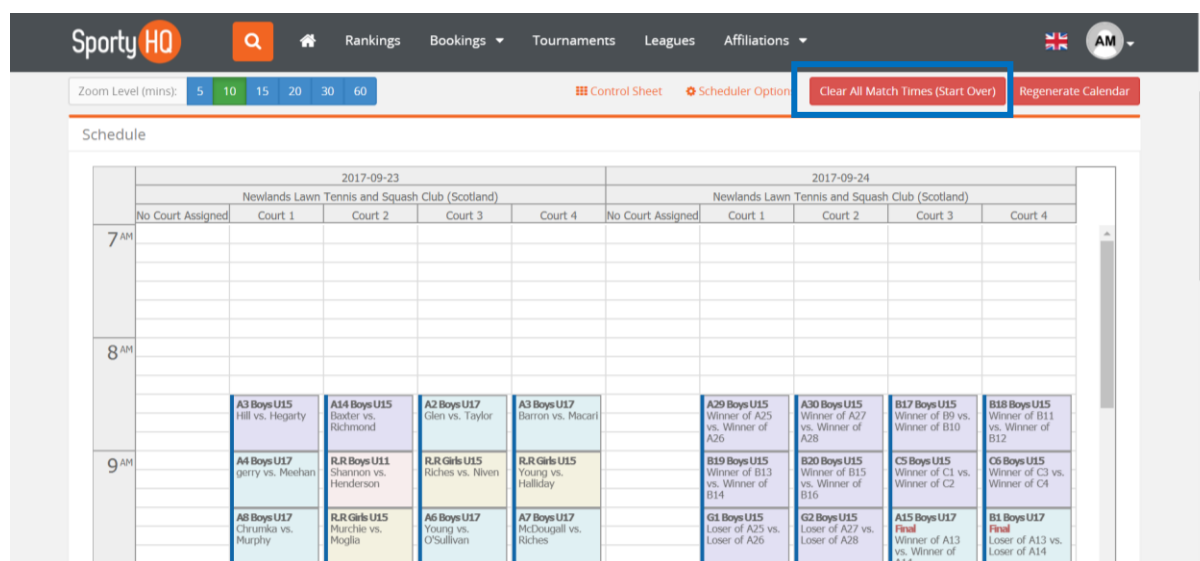 Sporty HQ Rankings Bookings Tournaments Leagues Affiliations AM
Zoom Level (mins): 5 10 15 20 30 60 Control Sheet Scheduler Option Clear All Match Times (Start Over) Regenerate Calendar
Schedule
2017-09-23 2017-09-24
Newlands Lawn Tennis and Squash Club (Scotland) Newlands Lawn Tennis and Squash Club (Scotland)
No Court Assigned Court 1 Court 2 Court 3 Court 4 No Court Assigned Court 1 Court 2 Court 3 Court 4
7 AM
8 AM
A3 Boys U15 A14 Boys U15 A2 Boys U17 A3 Boys U17 A29 Boys U15 A30 Boys U15 B17 Boys U15 B18 Boys U15
Hill vs. Hegarty Baxter vs. Glen vs. Taylor Barron vs. Macari Winner of A25 Winner of A27 Winner of B9 vs. Winner of B11
Richmond vs. Winner of vs. Winner of Winner of B10 vs. Winner of
A26 A28 B12
9 AM A4 Boys U17 R.R Boys U11 R.R Girls U15 R.R Girls U15 B19 Boys U15 B20 Boys U15 C5 Boys U15 C6 Boys U15
gerry vs. Meehan Shannon vs. Riches vs. Niven Young vs. Winner of B13 Winner of B15 Winner of C1 vs. Winner of C3 vs.
Henderson Halliday vs. Winner of vs. Winner of Winner of C2 Winner of C4
B14 B16
A8 Boys U17 R.R Girls U15 A6 Boys U17 A7 Boys U17 G1 Boys U15 G2 Boys U15 A15 Boys U17 B1 Boys U17
Chrumka vs. Murchie vs. Young vs. McDougall vs. Loser of A25 vs. Loser of A27 vs. Final Final
Murphy Moglia O'Sullivan Riches Loser of A26 Loser of A28 Winner of A13 Loser of A13 vs.
vs. Winner of Loser of A14